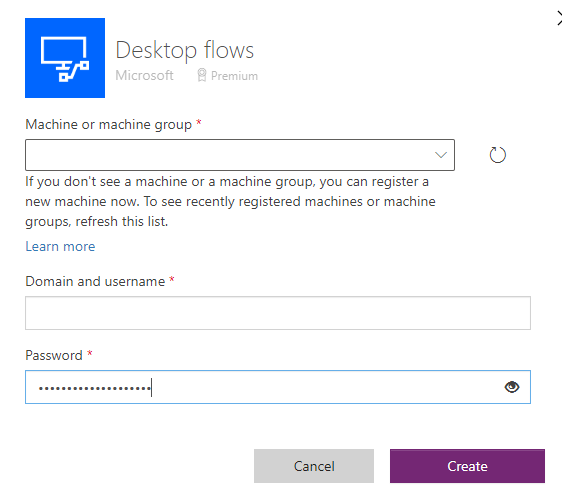 Desktop flows
Microsoft Premium
Machine or machine group *
If you don't see a machine or a machine group, you can register a
new machine now. To see recently registered machines or machine
groups, refresh this list.
Learn more
Domain and username *
Password *
••••••••••••••••••••
Cancel Create